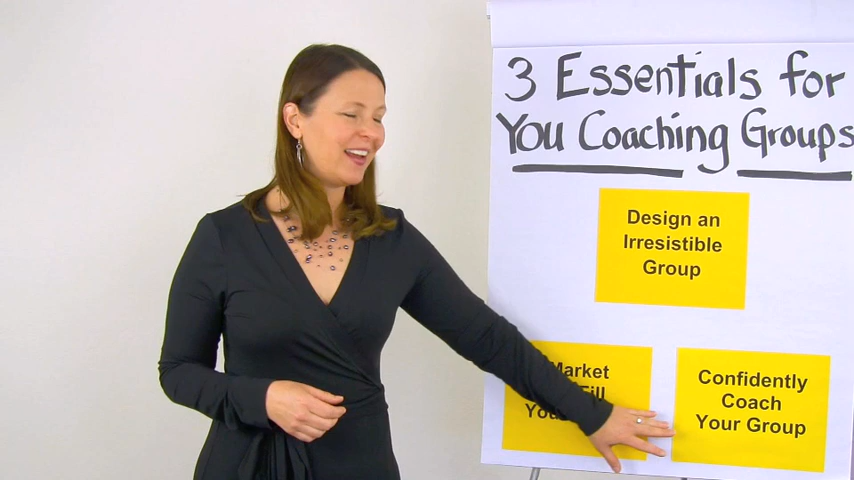 3 Essentials for
You Coaching Groups
Design an
Irresistible
Group
Market
Fill
Confidently
Coach
Your Group